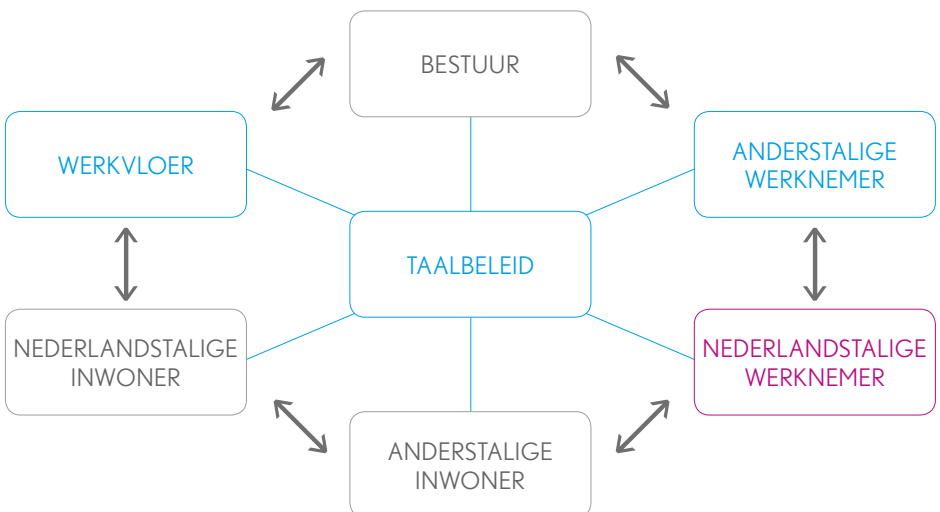 BESTUUR
WERKVLOER
ANDERSTALIGE
WERKNEMER
TAALBELEID
NEDERLANDSTALIGE
INWONER
NEDERLANDSTALIGE
WERKNEMER
ANDERSTALIGE
INWONER